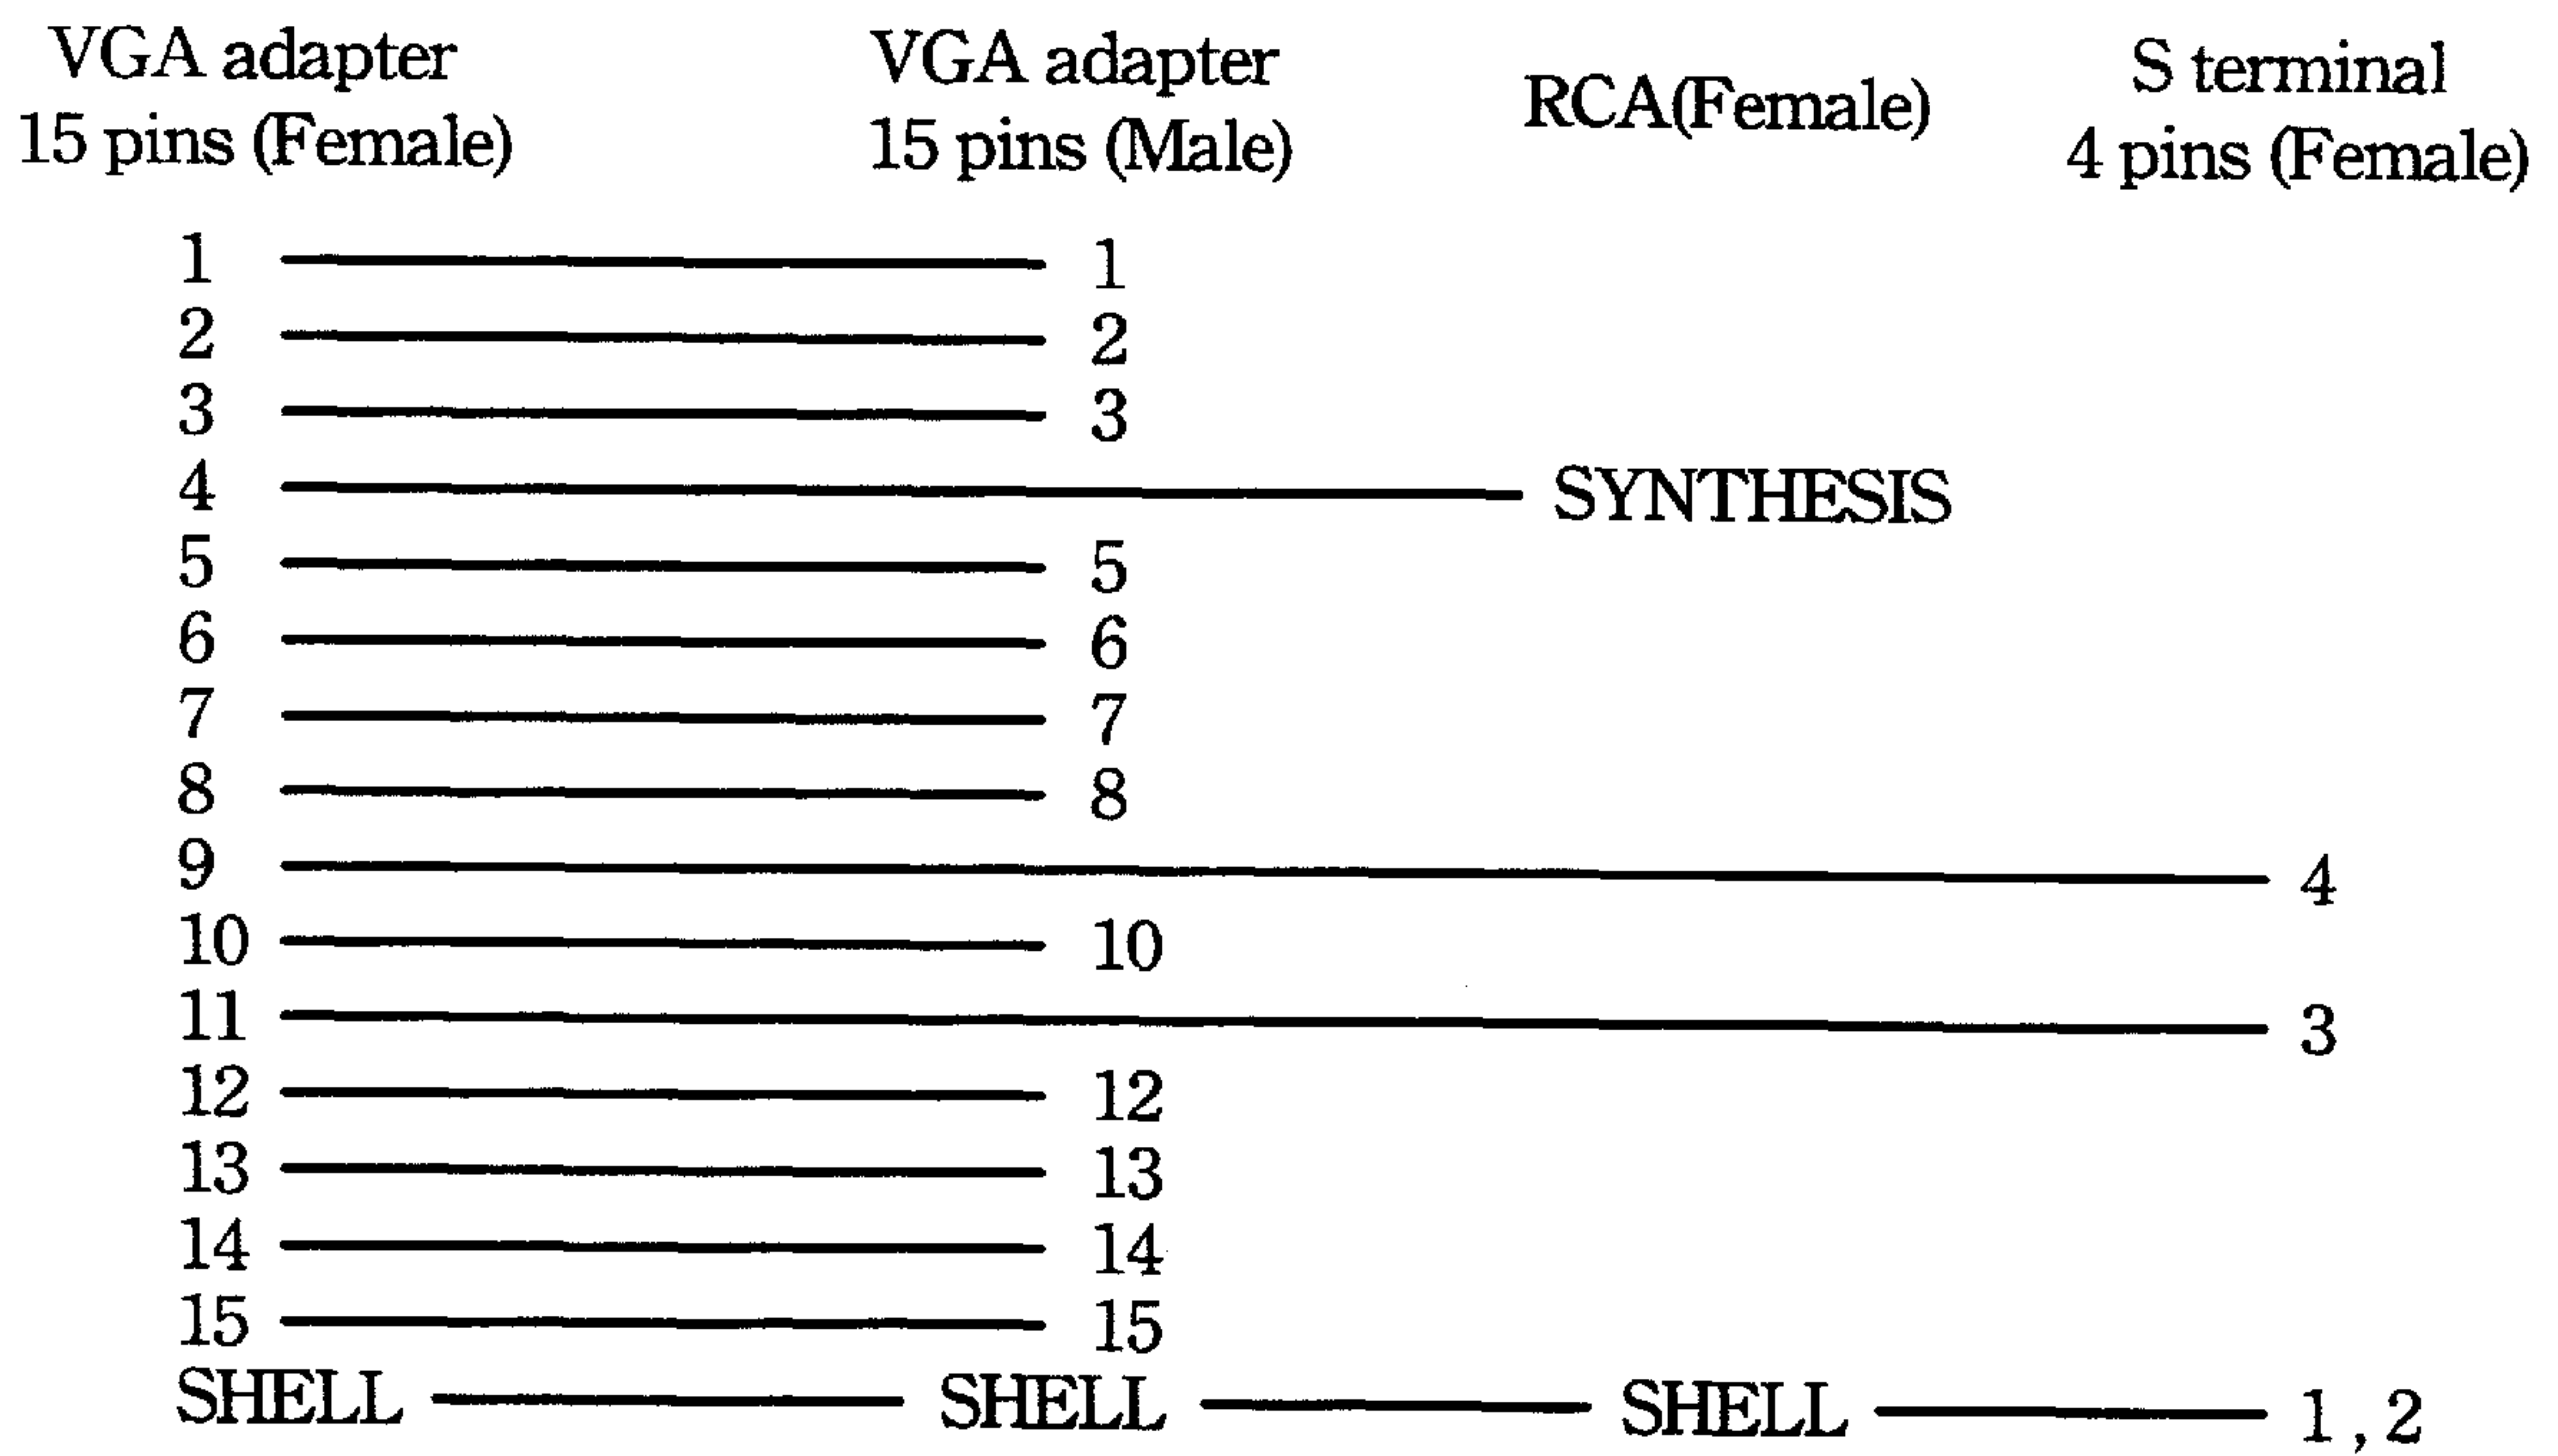 VGA adapter
15 pins (Female)
VGA adapter
15 pins (Male)
RCA(Female)
S terminal
4 pins (Female)
1 1
2 2
3 3
4 SYNTHESIS
5 5
6 6
7 7
8 8
9 4
10 10
11 3
12 12
13 13
14 14
15 15
SHELL SHELL SHELL 1 , 2